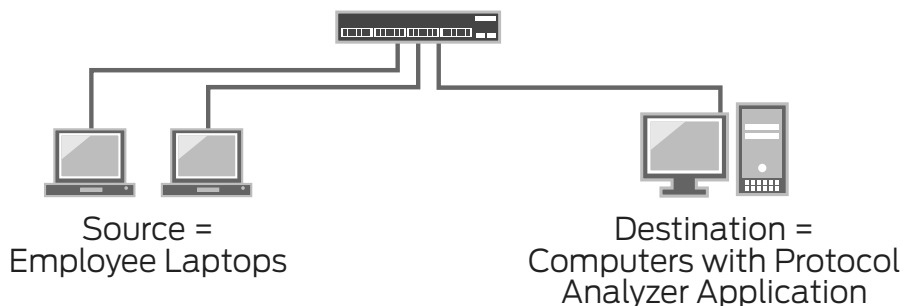 Source =
Employee Laptops
Destination =
Computers with Protocol
Analyzer Application